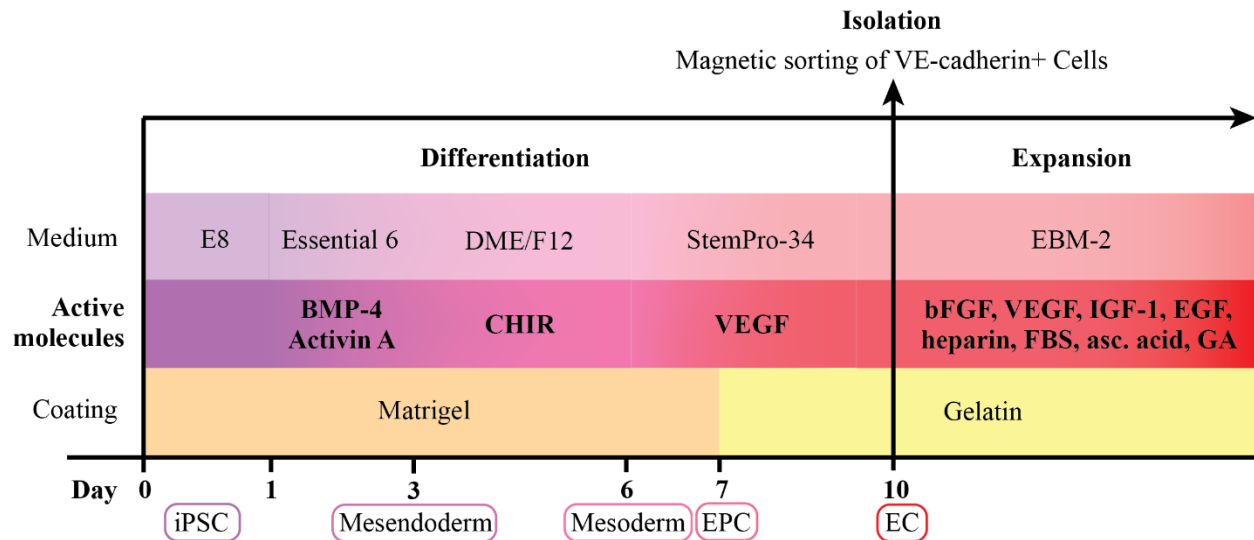 Isolation
Magnetic sorting of VE-cadherin+ Cells
Differentiation
Expansion
Medium
E8
Essential 6
DME/F12
StemPro-34
EBM-2
Active
molecules
BMP-4
Activin A
CHIR
VEGF
bFGF, VEGF, IGF-1, EGF,
heparin, FBS, asc. acid, GA
Coating
Matrigel
Gelatin
Day 0 1 3 6 7 10
iPSC
Mesendoderm
Mesoderm
EPC
EC